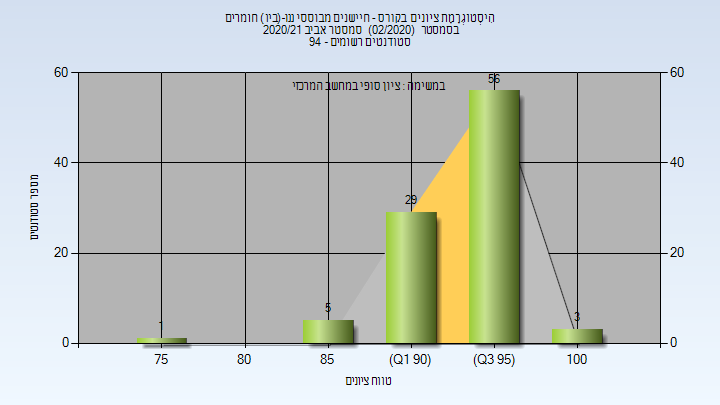 היסטוגרמת ציונים בקורס - חיישנים מבוססי ננו-(ביו) חומרים
בסמסטר (02/2020) סמסטר אביב 2020/21
סטודנטים רשומים - 94
במשימה : ציון סופי במחשב המרכזי
60
40
20
0
60
40
20
0
מספר סטודנטים
1
5
29
56
3
75
80
85
(Q1 90)
(Q3 95)
100
טווח ציונים